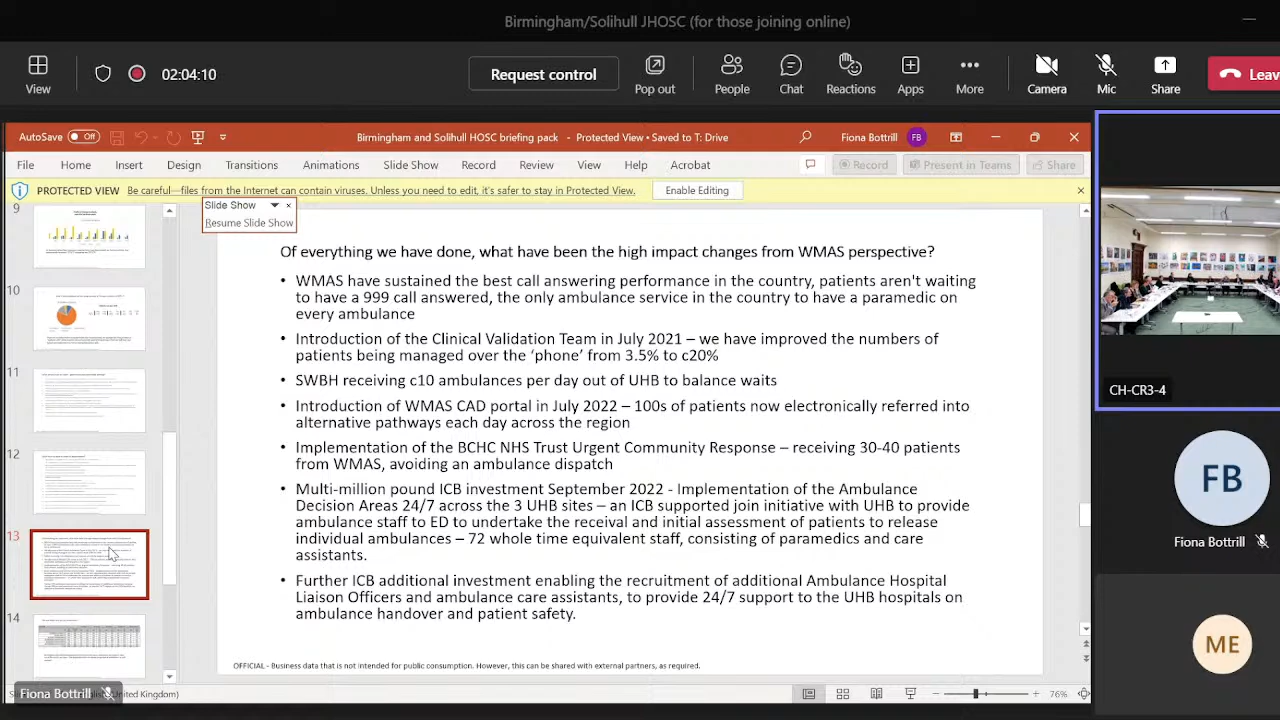 Birmingham/Solihull JHOSC (for those joining online)
View
02:04:10
Request control
Pop out
People
Chat
Reactions
Apps
More
Camera
Mic
Share
Leav
AutoSave Off
Birmingham and Solihull HOSC briefing pack - Protected View • Saved to T: Drive
Fiona Bottrill FB
File Home Insert Design Transitions Animations Slide Show Record Review View Help Acrobat
Record Present in Teams Share
PROTECTED VIEW Be careful—files from the Internet can contain viruses. Unless you need to edit, it's safer to stay in Protected View. Enable Editing
Slide Show
Resume Slide Show
9
10
11
12
13
14
Of everything we have done, what have been the high impact changes from WMAS perspective?
• WMAS have sustained the best call answering performance in the country, patients aren't waiting
to have a 999 call answered, the only ambulance service in the country to have a paramedic on
every ambulance
• Introduction of the Clinical Validation Team in July 2021 – we have improved the numbers of
patients being managed over the ‘phone’ from 3.5% to c20%
• SWBH receiving c10 ambulances per day out of UHB to balance waits
• Introduction of WMAS CAD portal in July 2022 – 100s of patients now electronically referred into
alternative pathways each day across the region
• Implementation of the BCHC NHS Trust Urgent Community Response – receiving 30-40 patients
from WMAS, avoiding an ambulance dispatch
• Multi-million pound ICB investment September 2022 - Implementation of the Ambulance
Decision Areas 24/7 across the 3 UHB sites – an ICB supported join initiative with UHB to provide
ambulance staff to ED to undertake the receival and initial assessment of patients to release
individual ambulances – 72 whole time equivalent staff, consisting of paramedics and care
assistants.
• Further ICB additional investment enabling the recruitment of additional Ambulance Hospital
Liaison Officers and ambulance care assistants, to provide 24/7 support to the UHB hospitals on
ambulance handover and patient safety.
OFFICIAL - Business data that is not intended for public consumption. However, this can be shared with external partners, as required.
CH-CR3-4
FB
Fiona Bottrill
ME
Fiona Bottrill
United Kingdom)
76%